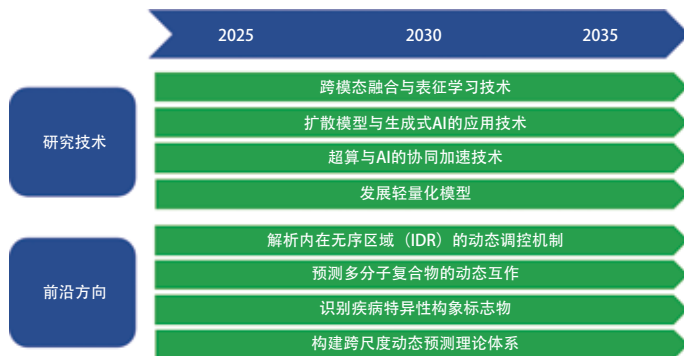 2025 2030 2035
研究技术
跨模态融合与表征学习技术
扩散模型与生成式AI的应用技术
超算与AI的协同加速技术
发展轻量化模型
前沿方向
解析内在无序区域（IDR）的动态调控机制
预测多分子复合物的动态互作
识别疾病特异性构象标志物
构建跨尺度动态预测理论体系